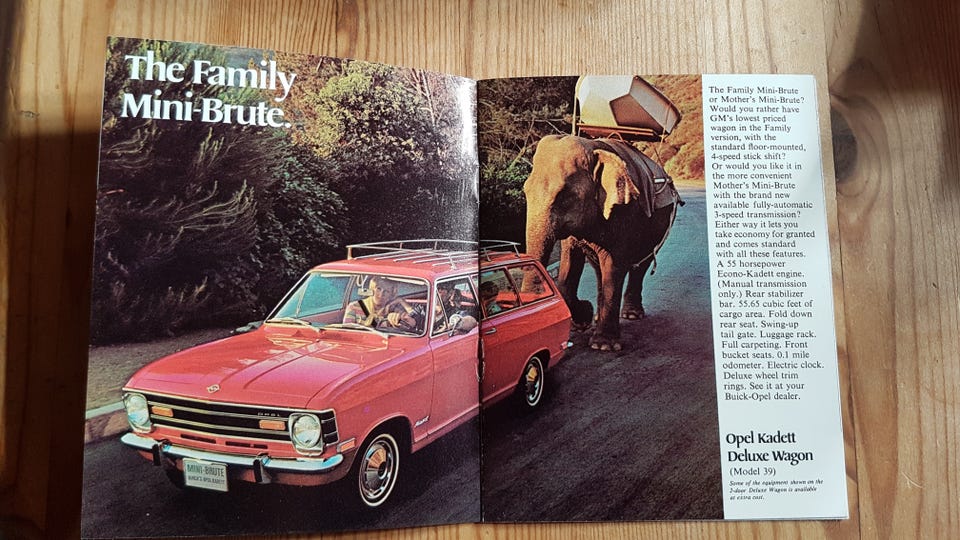 The Family
Mini-Brute.
OPEL
MINI-BRUTE
BUICK'S OPEL KADETT
The Family Mini-Brute
or Mother's Mini-Brute?
Would you rather have
GM's lowest priced
wagon in the Family
version, with the
standard floor-mounted,
4-speed stick shift?
Or would you like it in
the more convenient
Mother's Mini-Brute
with the brand new
available fully-automatic
3-speed transmission?
Either way it lets you
take economy for granted
and comes standard
with all these features.
A 55 horsepower
Econo-Kadett engine.
(Manual transmission
only.) Rear stabilizer
bar. 55.65 cubic feet of
cargo area. Fold down
rear seat. Swing-up
tail gate. Luggage rack.
Full carpeting. Front
bucket seats. 0.1 mile
odometer. Electric clock.
Deluxe wheel trim
rings. See it at your
Buick-Opel dealer.
Opel Kadett
Deluxe Wagon
(Model 39)
Some of the equipment shown on the
2-door Deluxe Wagon is available
at extra cost.